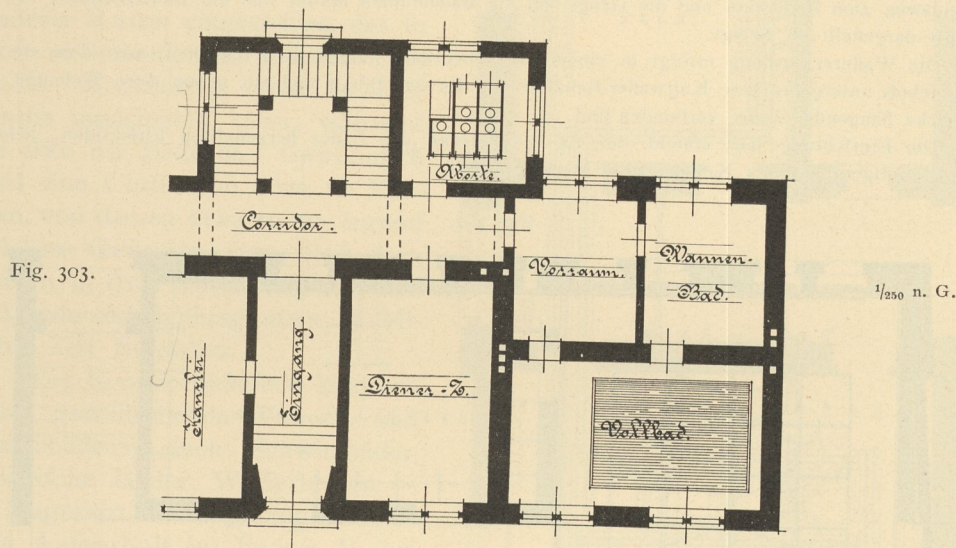 Aborte.
Corridor.
Fig. 303.
Vorraum.
Wannen-
Bad.
1/250 n. G.
Kanzlei.
Eingang
Diener-Z.
Vollbad.